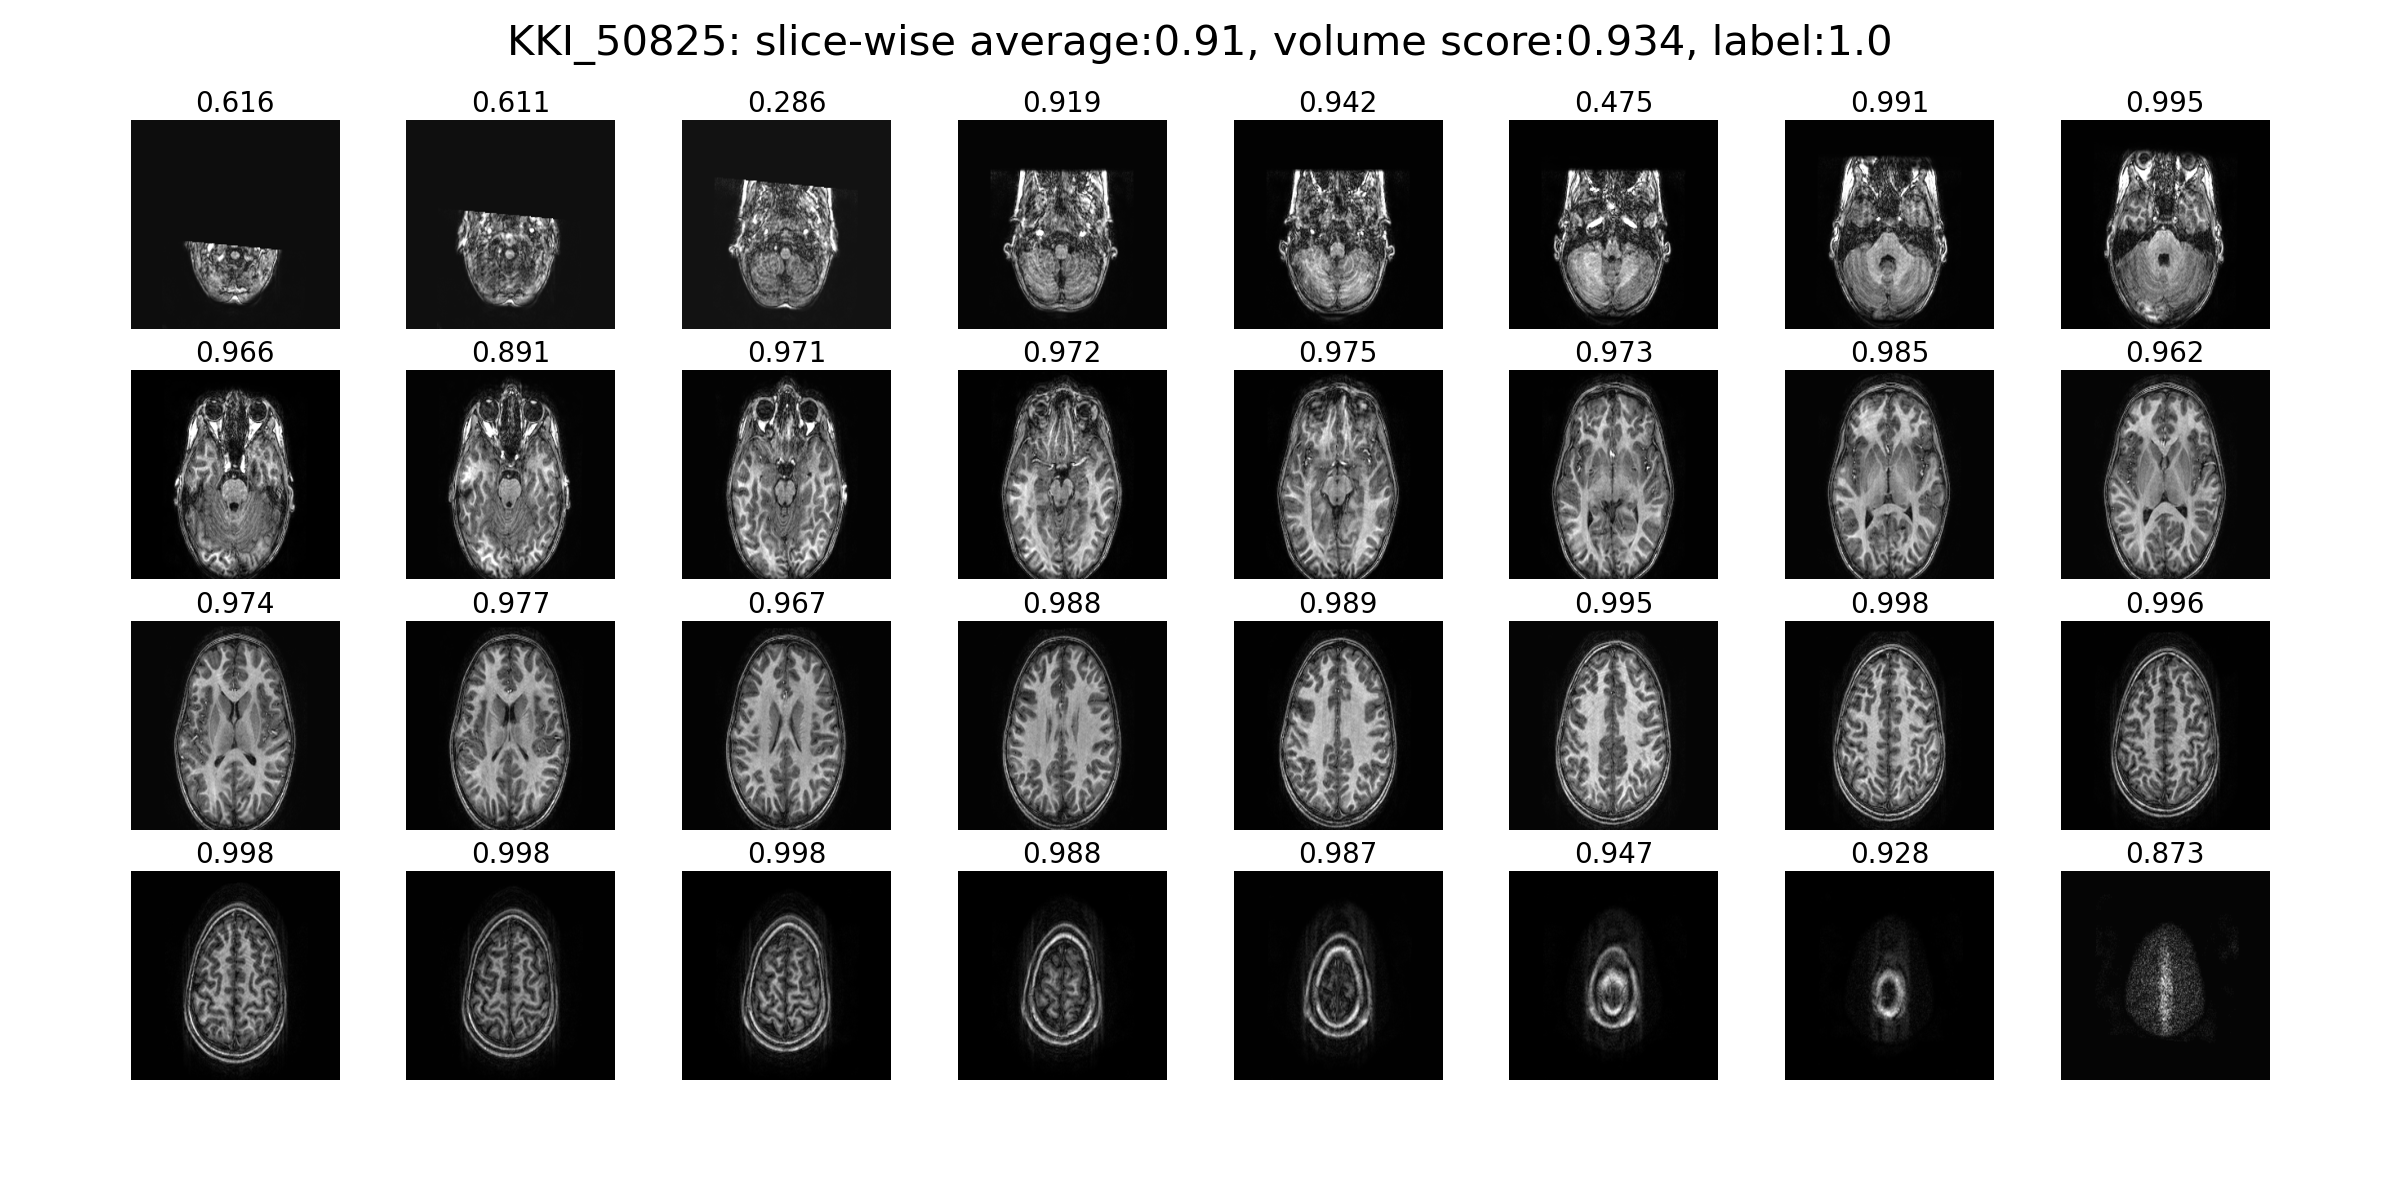 KKI_50825: slice-wise average:0.91, volume score:0.934, label:1.0
0.616 0.611 0.286 0.919 0.942 0.475 0.991 0.995
0.966 0.891 0.971 0.972 0.975 0.973 0.985 0.962
0.974 0.977 0.967 0.988 0.989 0.995 0.998 0.996
0.998 0.998 0.998 0.988 0.987 0.947 0.928 0.873